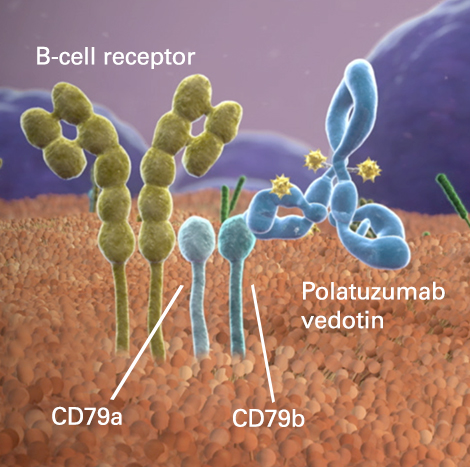 B-cell receptor
Polatuzumab
vedotin
CD79a
CD79b